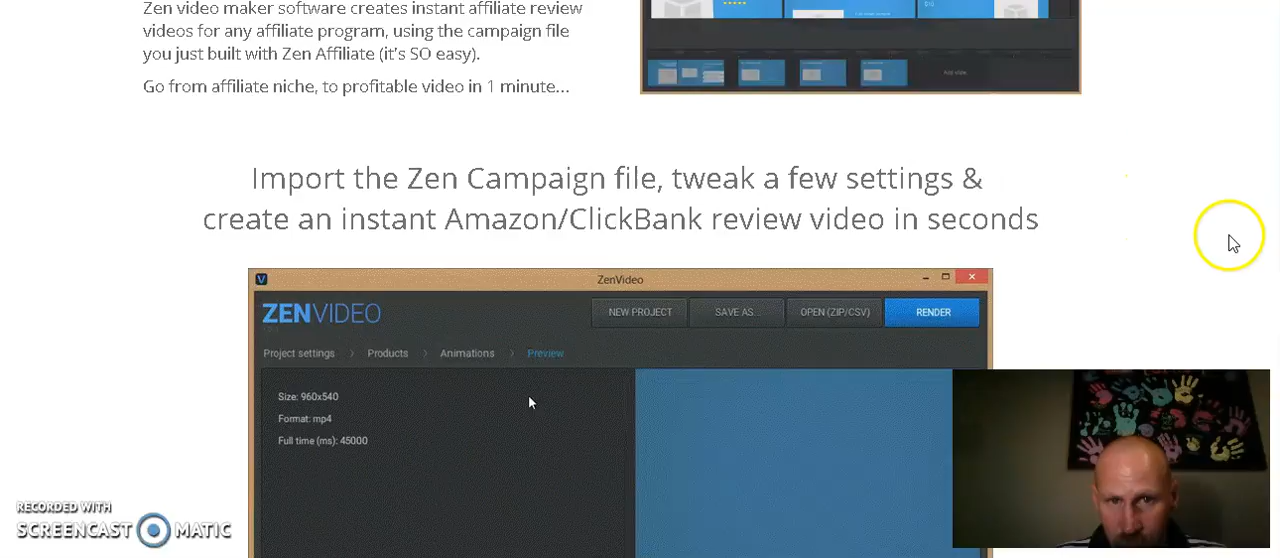 Zen video maker software creates instant affiliate review
videos for any affiliate program, using the campaign file
you just built with Zen Affiliate (it's SO easy).
Go from affiliate niche, to profitable video in 1 minute...
Import the Zen Campaign file, tweak a few settings &
create an instant Amazon/ClickBank review video in seconds
ZenVideo
ZENVIDEO
NEW PROJECT
SAVE AS...
OPEN (ZIP/CSV)
RENDER
Project settings > Products > Animations > Preview
Size: 960x540
Format: mp4
Full time (ms): 45000
RECORDED WITH
SCREENCAST MATIC